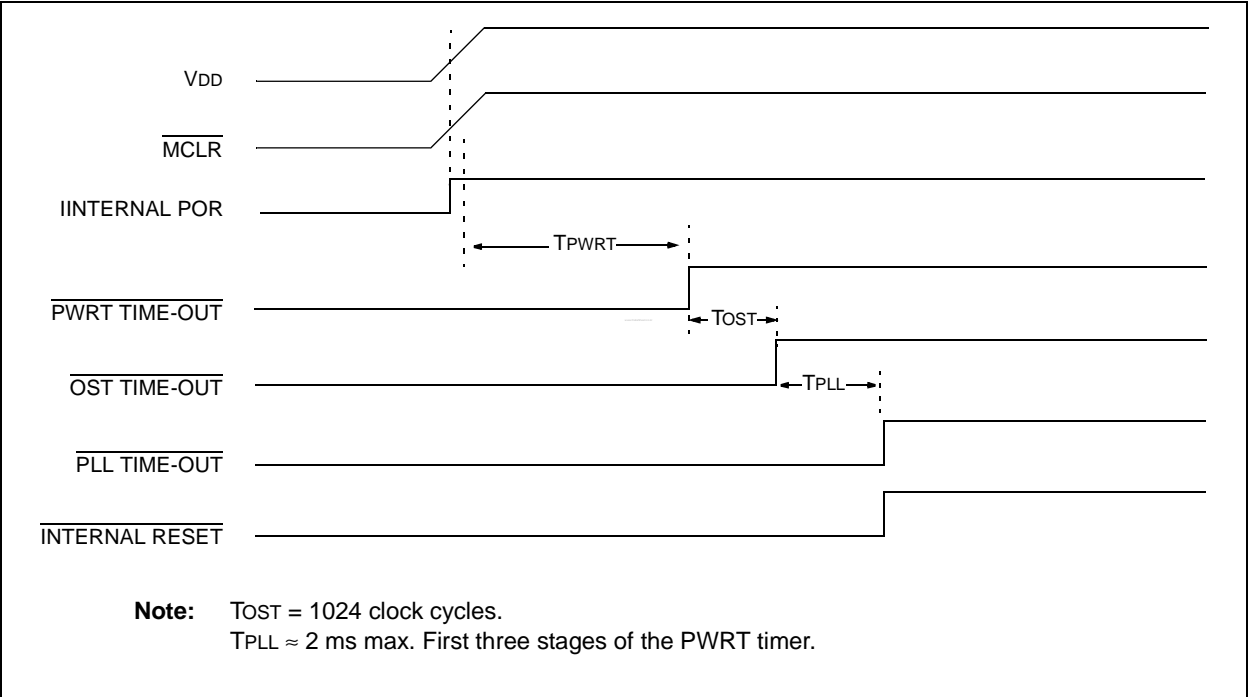 VDD
MCLR
IINTERNAL POR
TPWRT
PWRT TIME-OUT
TOST
OST TIME-OUT
TPLL
PLL TIME-OUT
INTERNAL RESET
Note: TOST = 1024 clock cycles.
TPLL ≈ 2 ms max. First three stages of the PWRT timer.